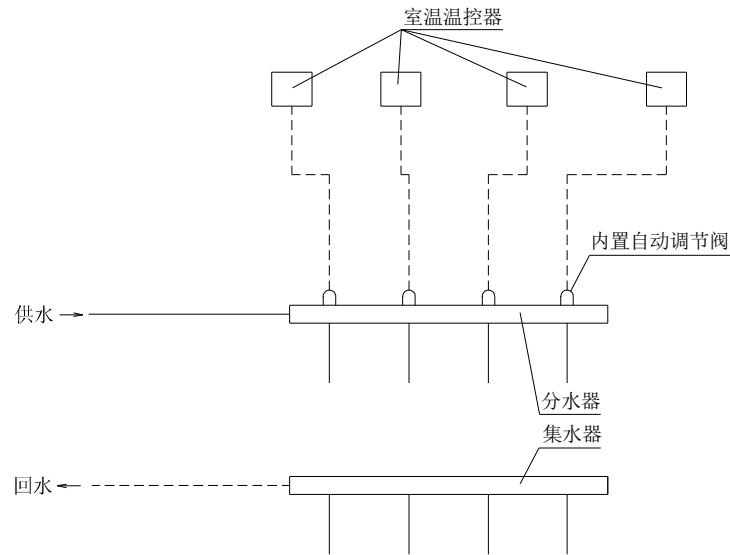 室温温控器
内置自动调节阀
供水
分水器
集水器
回水